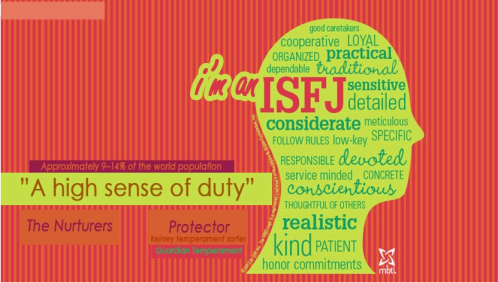 good caretakers
cooperative LOYAL
ORGANIZED practical
dependable traditional
i'm an ISFJ sensitive
detailed
considerate meticulous
FOLLOW RULES low-key SPECIFIC
RESPONSIBLE devoted
service minded CONCRETE
conscientious
THOUGHTFUL OF OTHERS
realistic
kind PATIENT
honor commitments
mbti.
Approximately 9-14% of the world population
"A high sense of duty"
The Nurturers
Protector
Keirsey temperament sorter
Guardian Temperament